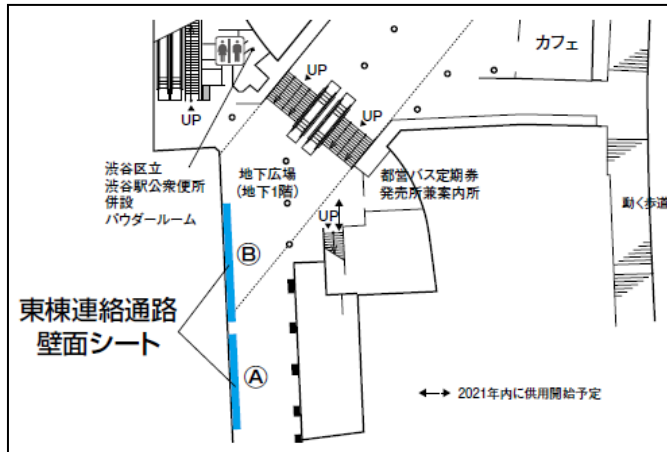 カフェ
UP
UP
UP
渋谷区立
渋谷駅公衆便所
併設
パウダールーム
地下広場
(地下1階)
都営バス定期券
発売所兼案内所
動く歩道
UP
Ⓑ
東棟連絡通路
壁面シート
Ⓐ
2021年内に供用開始予定